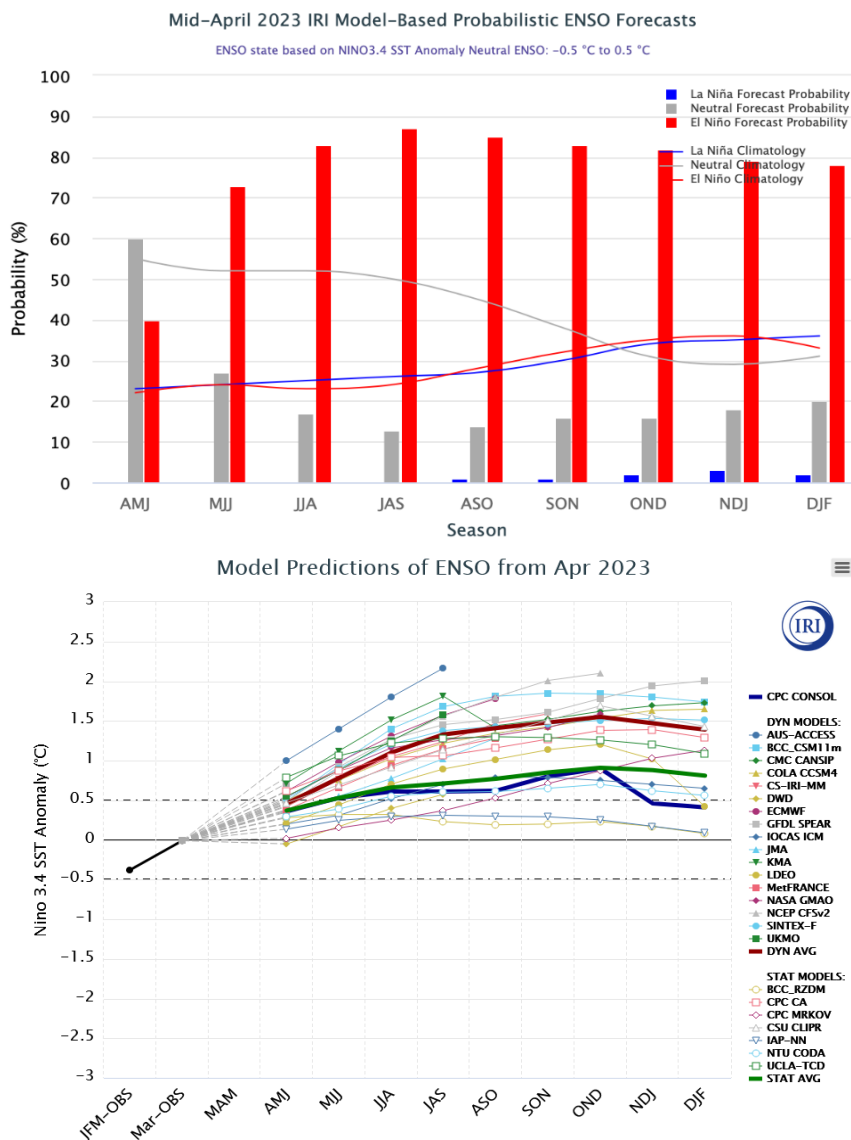 Mid-April 2023 IRI Model-Based Probabilistic ENSO Forecasts
ENSO state based on NINO3.4 SST Anomaly Neutral ENSO: -0.5 °C to 0.5 °C
La Niña Forecast Probability
Neutral Forecast Probability
El Niño Forecast Probability
La Niña Climatology
Neutral Climatology
El Niño Climatology
Probability (%)
100
90
80
70
60
50
40
30
20
10
0
AMJ MJJ JJA JAS ASO SON OND NDJ DJF
Season
Model Predictions of ENSO from Apr 2023
IRI
Nino 3.4 SST Anomaly (°C)
3
2.5
2
1.5
1
0.5
0
-0.5
-1
-1.5
-2
-2.5
-3
JFM-OBS Mar-OBS MAM AMJ MJJ JJA JAS ASO SON OND NDJ DJF
CPC CONSOL
DYN MODELS:
AUS-ACCESS
BCC_CSM11m
CMC CANSIP
COLA CCSM4
CS-IRI-MM
DWD
ECMWF
GFDL SPEAR
IOCAS ICM
JMA
KMA
LDEO
MetFRANCE
NASA GMAO
NCEP CFSv2
SINTEX-F
UKMO
DYN AVG
STAT MODELS:
BCC_RZDM
CPC CA
CPC MRKOV
CSU CLIPR
IAP-NN
NTU CODA
UCLA-TCD
STAT AVG